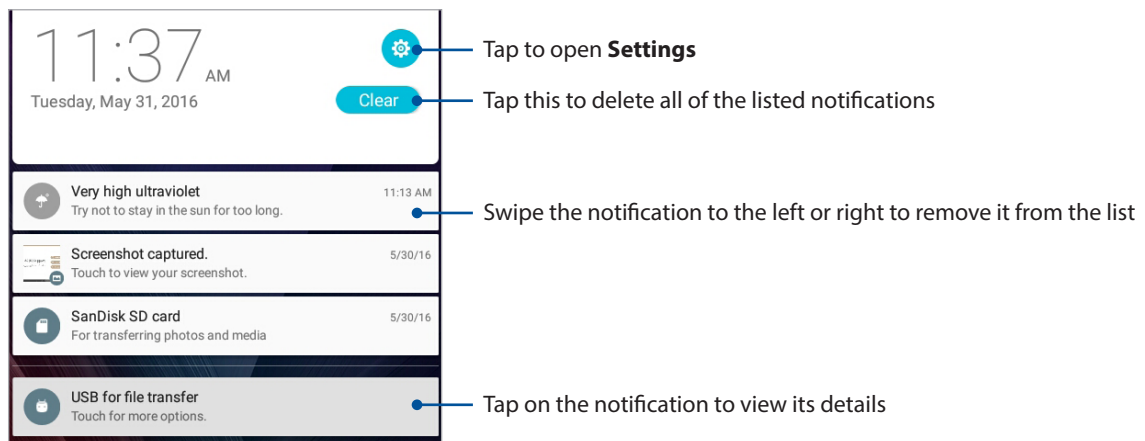 11:37 AM
Tuesday, May 31, 2016
Tap to open Settings
Clear
Tap this to delete all of the listed notifications
Very high ultraviolet
11:13 AM
Try not to stay in the sun for too long.
Swipe the notification to the left or right to remove it from the list
Screenshot captured.
5/30/16
Touch to view your screenshot.
SanDisk SD card
5/30/16
For transferring photos and media
USB for file transfer
Touch for more options.
Tap on the notification to view its details